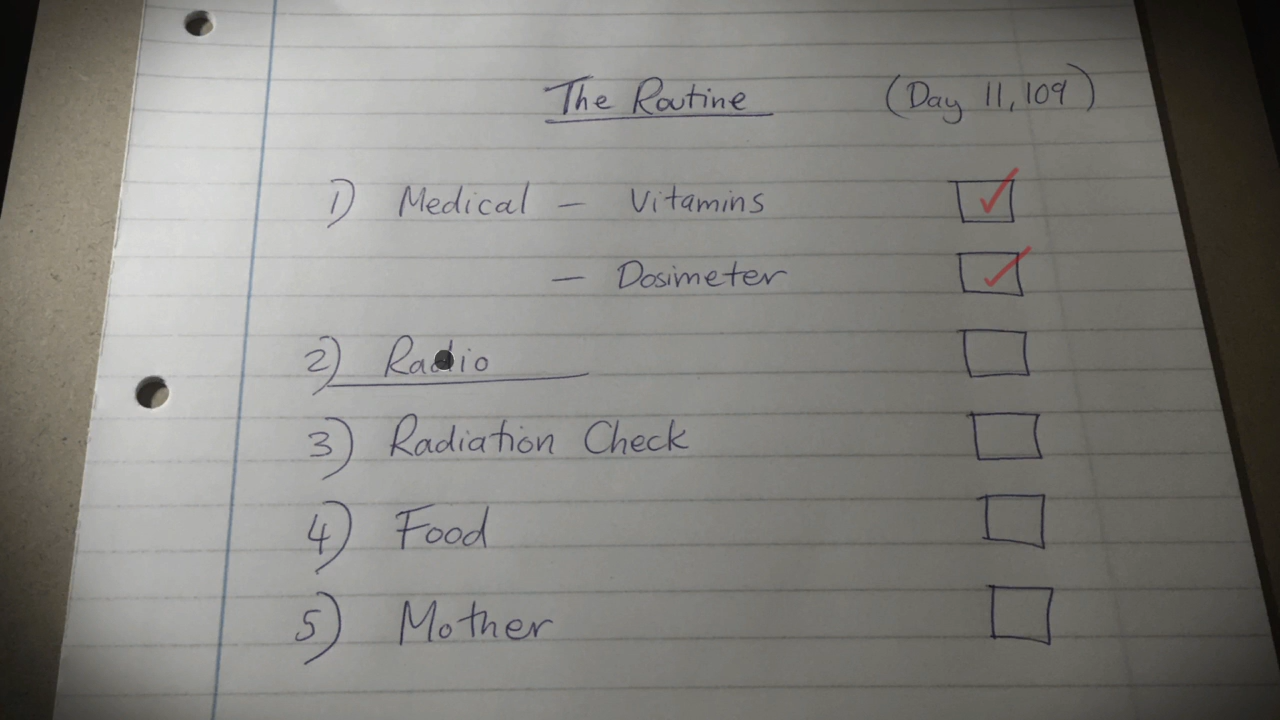 The Routine (Day 11,109)
1) Medical - Vitamins
- Dosimeter
2) Radio
3) Radiation Check
4) Food
5) Mother